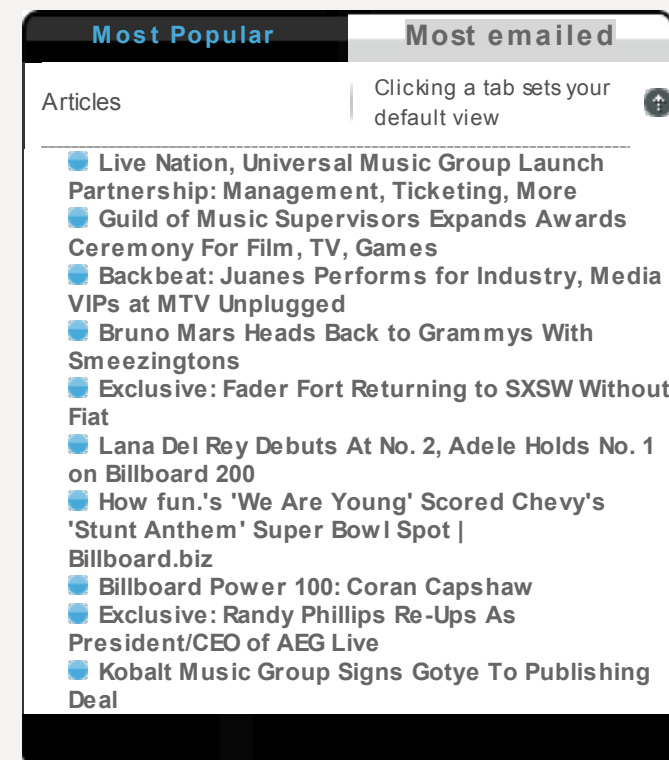 Most Popular Most emailed
Articles
Clicking a tab sets your
default view
Live Nation, Universal Music Group Launch
Partnership: Management, Ticketing, More
Guild of Music Supervisors Expands Awards
Ceremony For Film, TV, Games
Backbeat: Juanes Performs for Industry, Media
VIPs at MTV Unplugged
Bruno Mars Heads Back to Grammys With
Smeezingtons
Exclusive: Fader Fort Returning to SXSW Without
Fiat
Lana Del Rey Debuts At No. 2, Adele Holds No. 1
on Billboard 200
How fun.'s 'We Are Young' Scored Chevy's
'Stunt Anthem' Super Bowl Spot |
Billboard.biz
Billboard Power 100: Coran Capshaw
Exclusive: Randy Phillips Re-Ups As
President/CEO of AEG Live
Kobalt Music Group Signs Gotye To Publishing
Deal